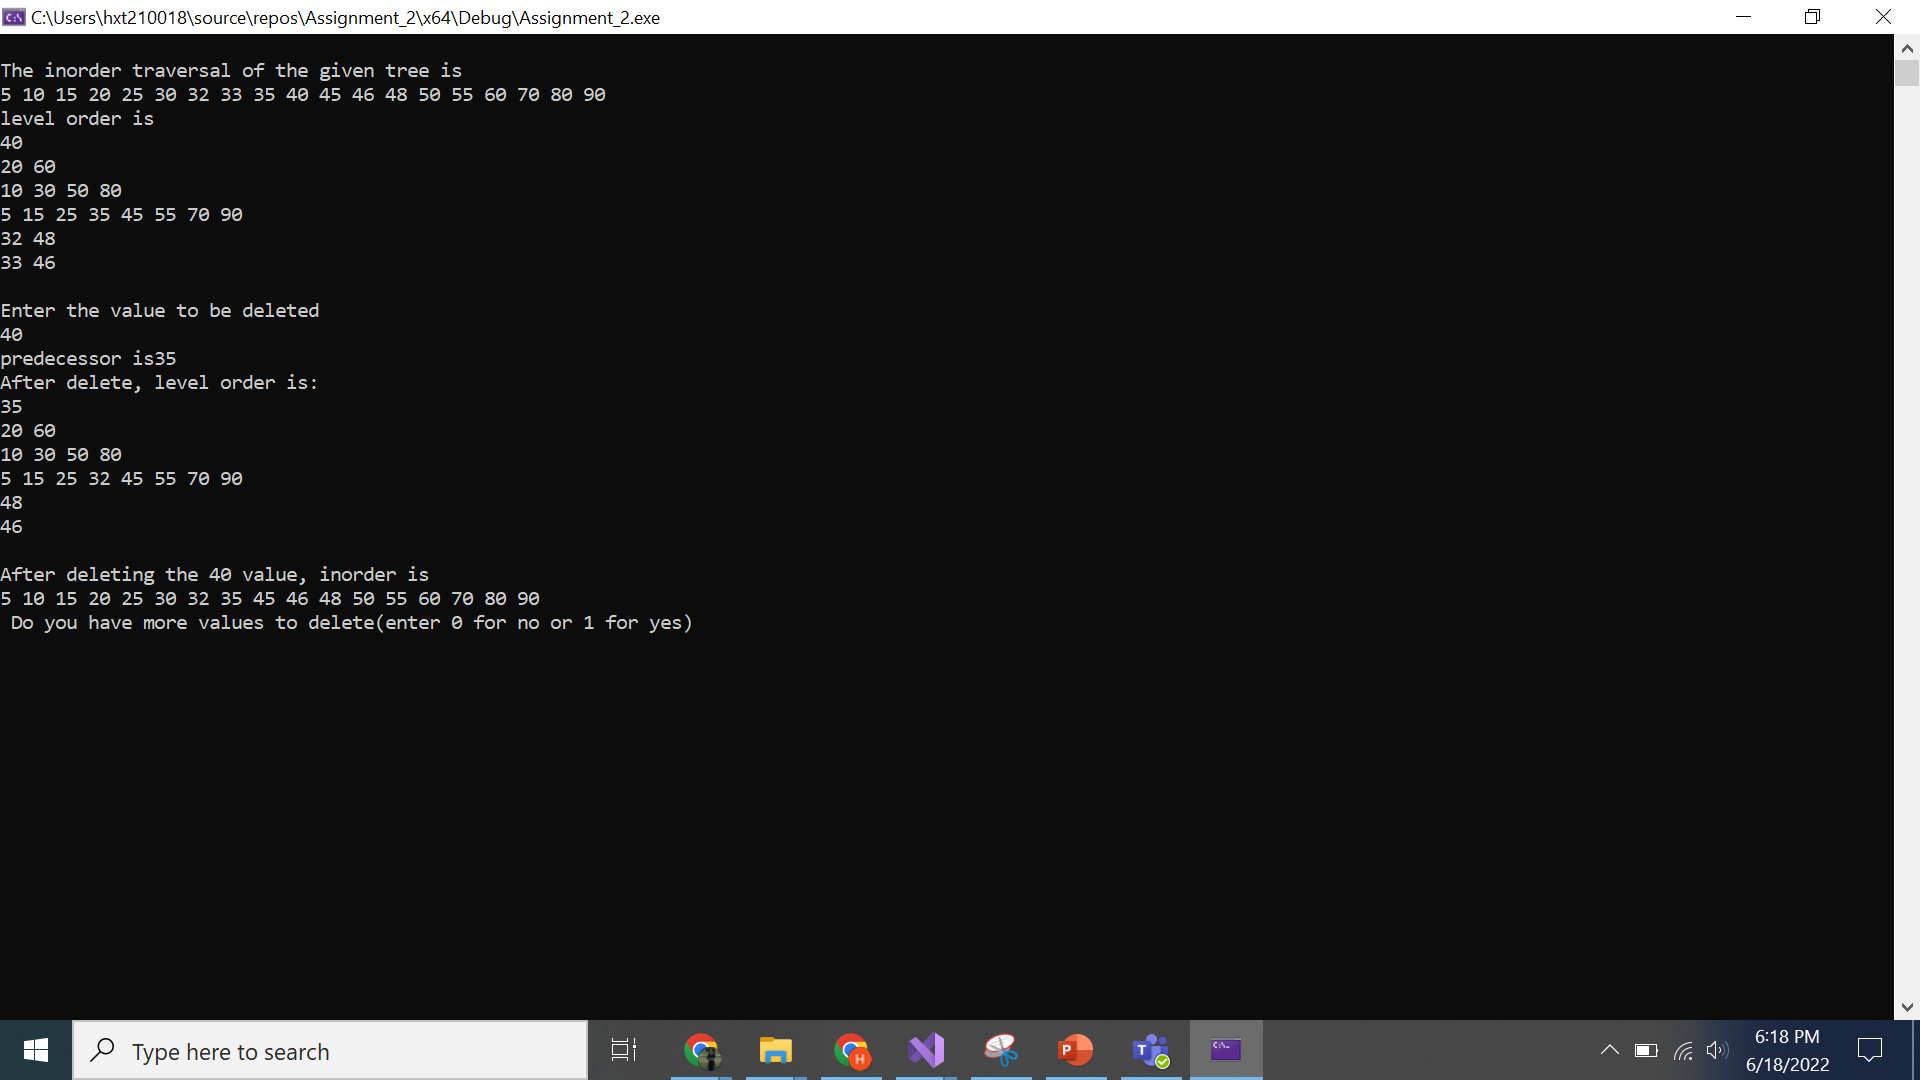 C:\Users\hxt210018\source\repos\Assignment_2\x64\Debug\Assignment_2.exe
The inorder traversal of the given tree is
5 10 15 20 25 30 32 33 35 40 45 46 48 50 55 60 70 80 90
level order is
40
20 60
10 30 50 80
5 15 25 35 45 55 70 90
32 48
33 46
Enter the value to be deleted
40
predecessor is35
After delete, level order is:
35
20 60
10 30 50 80
5 15 25 32 45 55 70 90
48
46
After deleting the 40 value, inorder is
5 10 15 20 25 30 32 35 45 46 48 50 55 60 70 80 90
Do you have more values to delete(enter 0 for no or 1 for yes)
Type here to search
H
P
T
C:\.
6:18 PM
6/18/2022